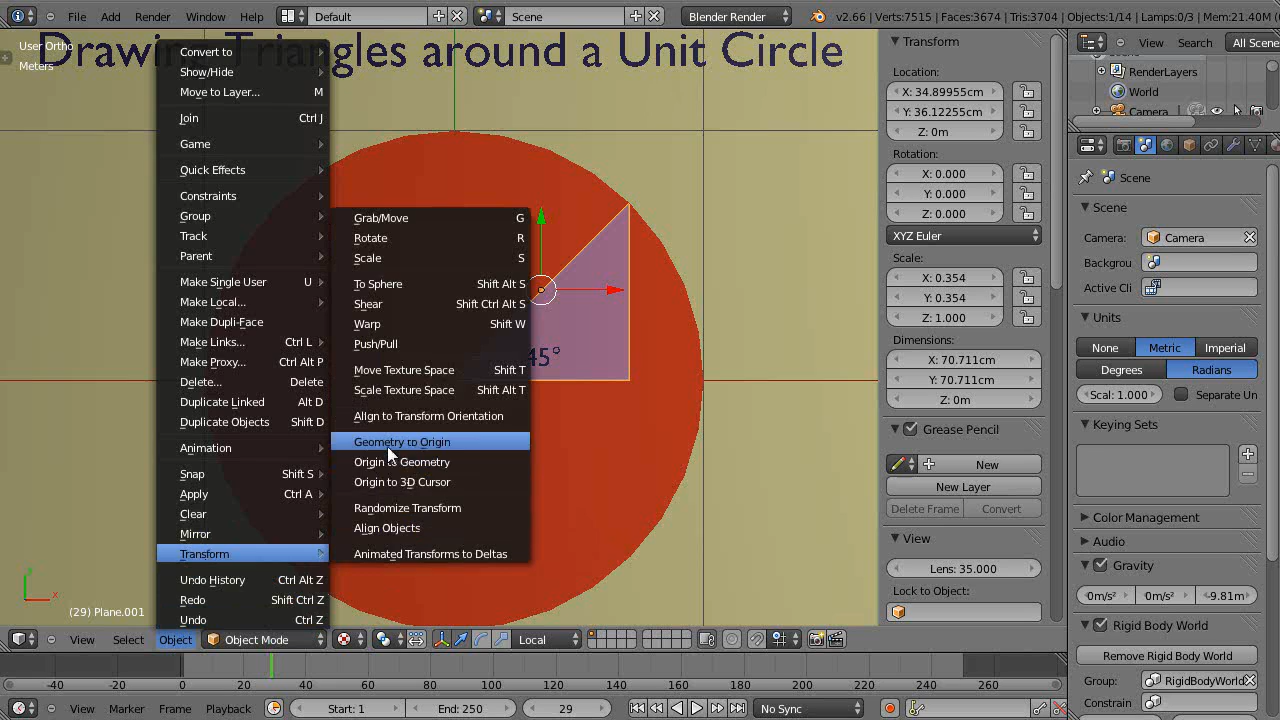 File Add Render Window Help Default Scene Blender Render v2.66 | Verts:7515 | Faces:3674 | Tris:3704 | Objects:1/14 | Lamps:0/3 | Mem:21.40M
User Ortho
Meters
Drawing Triangles around a Unit Circle
Convert to
Show/Hide
Move to Layer... M
Join Ctrl J
Game
Quick Effects
Constraints
Group
Track
Parent
Make Single User U
Make Local...
Make Dupli-Face
Make Links... Ctrl L
Make Proxy... Ctrl Alt P
Delete... Delete
Duplicate Linked Alt D
Duplicate Objects Shift D
Animation
Snap Shift S
Apply Ctrl A
Clear
Mirror
Transform
Undo History Ctrl Alt Z
Redo Shift Ctrl Z
Undo Ctrl Z
Grab/Move G
Rotate R
Scale S
To Sphere Shift Alt S
Shear Shift Ctrl Alt S
Warp Shift W
Push/Pull
Move Texture Space Shift T
Scale Texture Space Shift Alt T
Align to Transform Orientation
Geometry to Origin
Origin to Geometry
Origin to 3D Cursor
Randomize Transform
Align Objects
Animated Transforms to Deltas
45°
y
x
(29) Plane.001
View Select Object Object Mode Local
Transform
Location:
X: 34.89955cm
Y: 36.12255cm
Z: 0m
Rotation:
X: 0.000
Y: 0.000
Z: 0.000
XYZ Euler
Scale:
X: 0.354
Y: 0.354
Z: 1.000
Dimensions:
X: 70.711cm
Y: 70.711cm
Z: 0m
Grease Pencil
New
New Layer
Delete Frame Convert
View
Lens: 35.000
Lock to Object:
View Search All Scene
RenderLayers
World
Camera
Scene
Scene
Camera: Camera
Backgrou
Active Cli
Units
None Metric Imperial
Degrees Radians
Scal: 1.000 Separate Un
Keying Sets
Color Management
Audio
Gravity
0m/s² 0m/s² -9.81m
Rigid Body World
Remove Rigid Body World
Group: RigidBodyWorld
Constrain
-40 -20 0 20 40 60 80 100 120 140 160 180 200 220 240 260
View Marker Frame Playback Start: 1 End: 250 29 No Sync